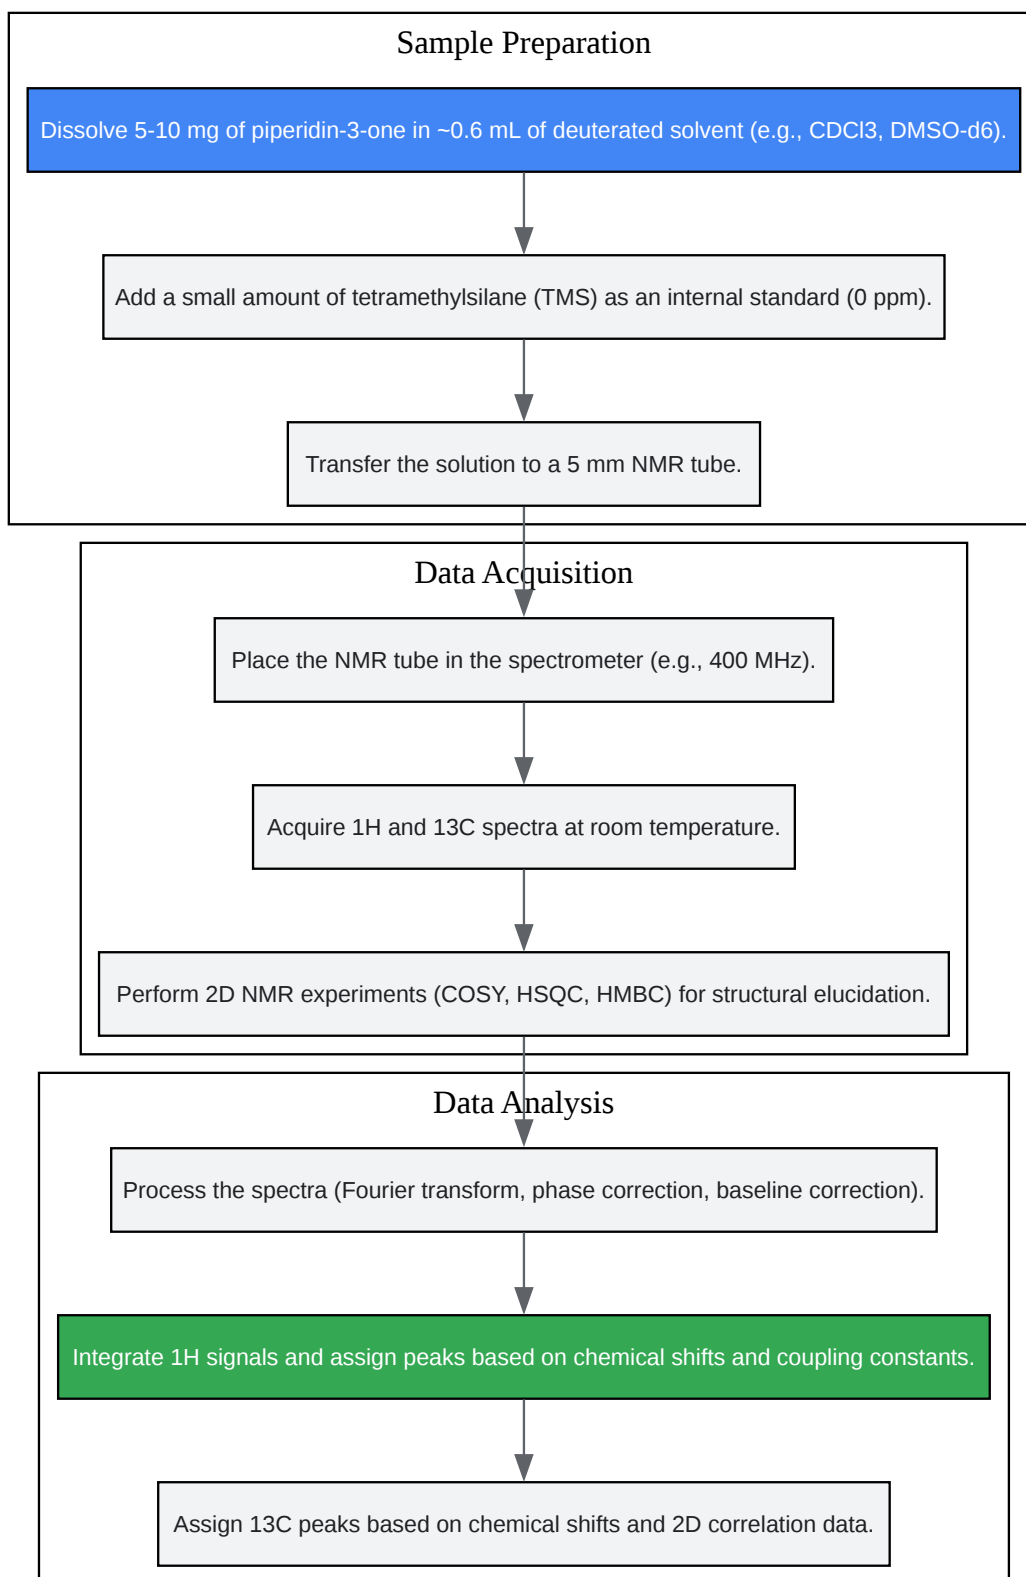 Sample Preparation
Dissolve 5-10 mg of piperidin-3-one in ~0.6 mL of deuterated solvent (e.g., CDCl3, DMSO-d6).
Add a small amount of tetramethylsilane (TMS) as an internal standard (0 ppm).
Transfer the solution to a 5 mm NMR tube.
Data Acquisition
Place the NMR tube in the spectrometer (e.g., 400 MHz).
Acquire 1H and 13C spectra at room temperature.
Perform 2D NMR experiments (COSY, HSQC, HMBC) for structural elucidation.
Data Analysis
Process the spectra (Fourier transform, phase correction, baseline correction).
Integrate 1H signals and assign peaks based on chemical shifts and coupling constants.
Assign 13C peaks based on chemical shifts and 2D correlation data.